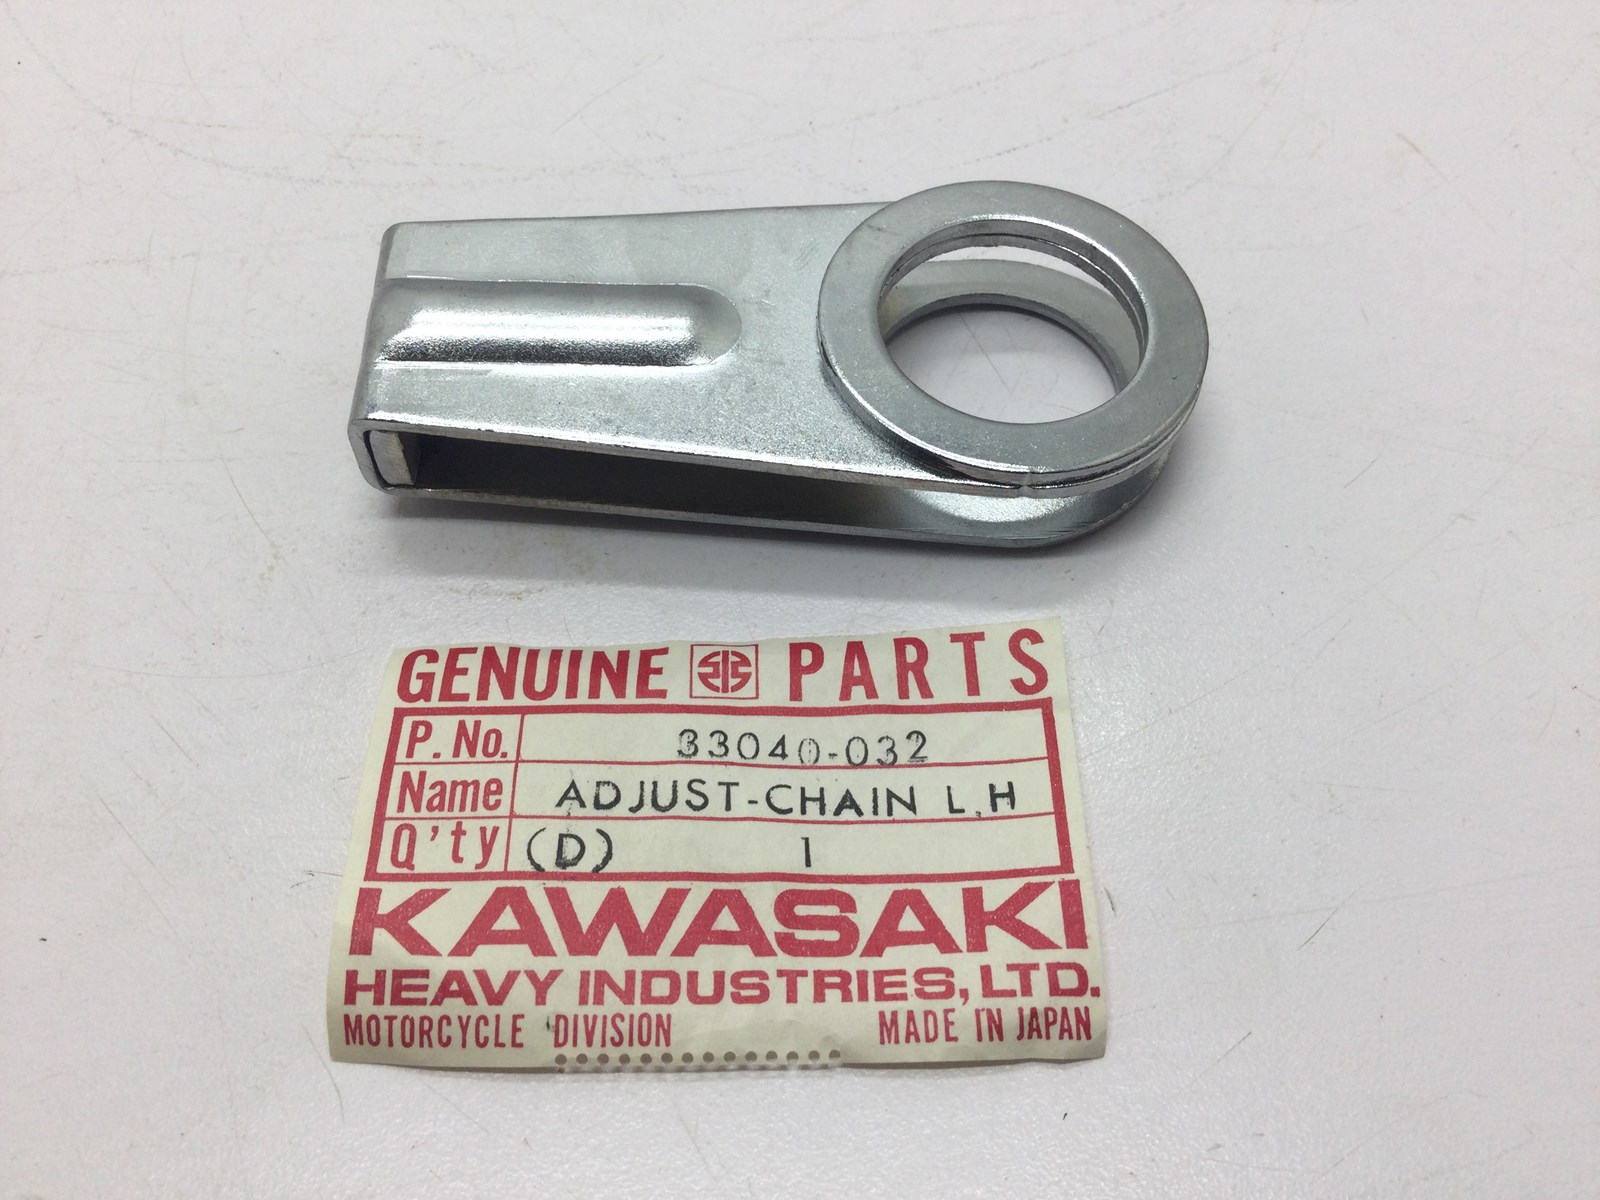 GENUINE PARTS
P. No. 33040-032
Name ADJUST-CHAIN L,H
Q'ty (D) 1
KAWASAKI
HEAVY INDUSTRIES, LTD.
MOTORCYCLE DIVISION MADE IN JAPAN